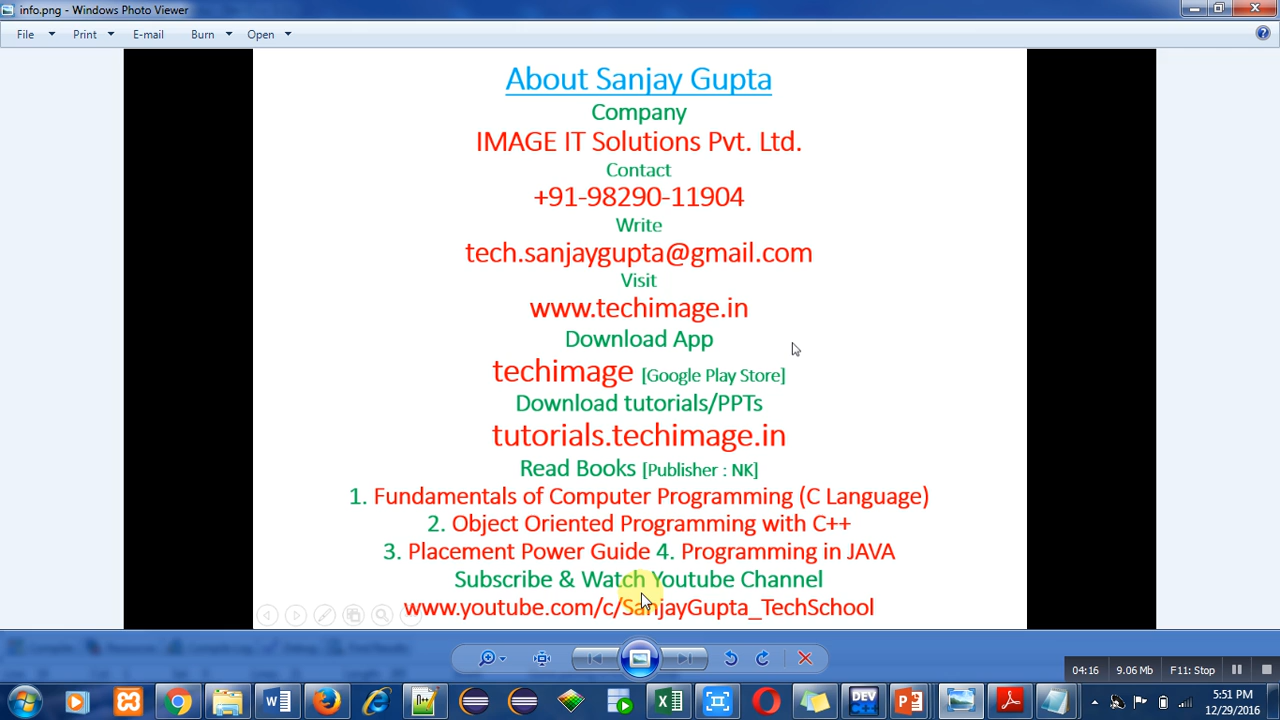 info.png - Windows Photo Viewer
File Print E-mail Burn Open
About Sanjay Gupta
Company
IMAGE IT Solutions Pvt. Ltd.
Contact
+91-98290-11904
Write
tech.sanjaygupta@gmail.com
Visit
www.techimage.in
Download App
techimage [Google Play Store]
Download tutorials/PPTs
tutorials.techimage.in
Read Books [Publisher : NK]
1. Fundamentals of Computer Programming (C Language)
2. Object Oriented Programming with C++
3. Placement Power Guide 4. Programming in JAVA
Subscribe & Watch Youtube Channel
www.youtube.com/c/SanjayGupta_TechSchool
04:16 9.06 Mb F11: Stop
DEV
5:51 PM
12/29/2016